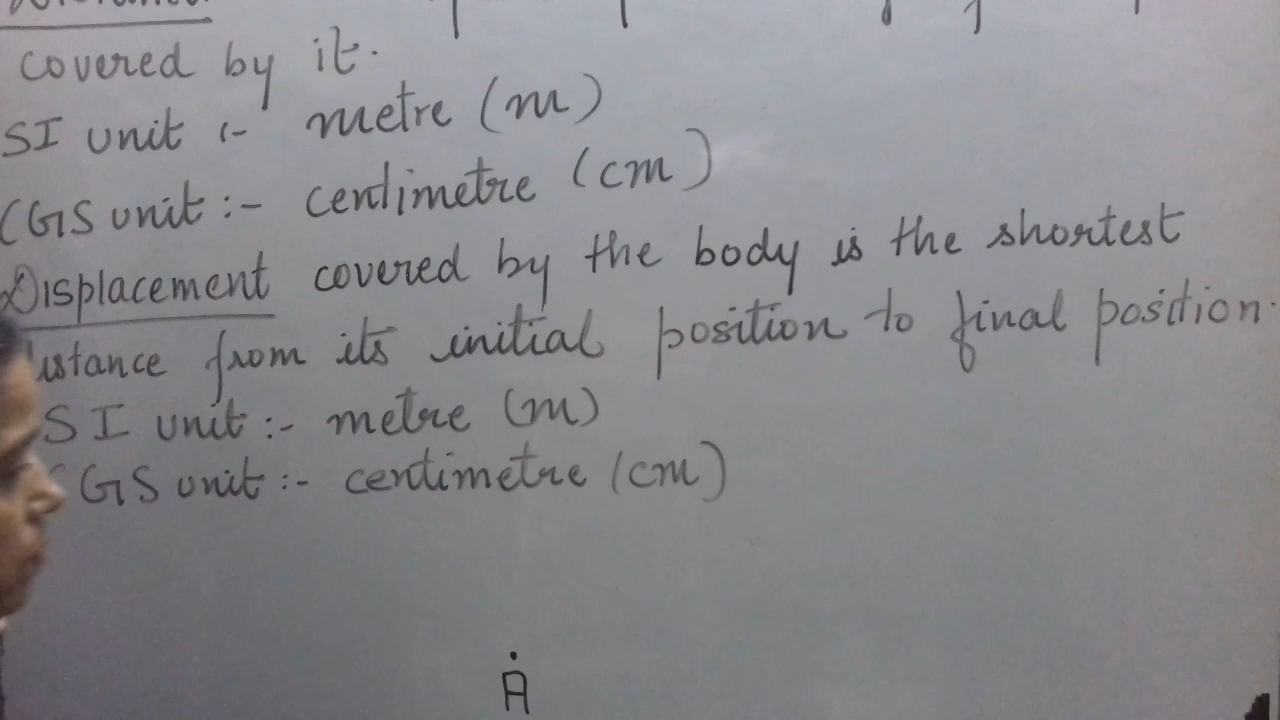 covered by it.
SI unit :- metre (m)
CGS unit :- centimetre (cm)
Displacement covered by the body is the shortest
distance from its initial position to final position.
SI unit :- metre (m)
CGS unit :- centimetre (cm)
A